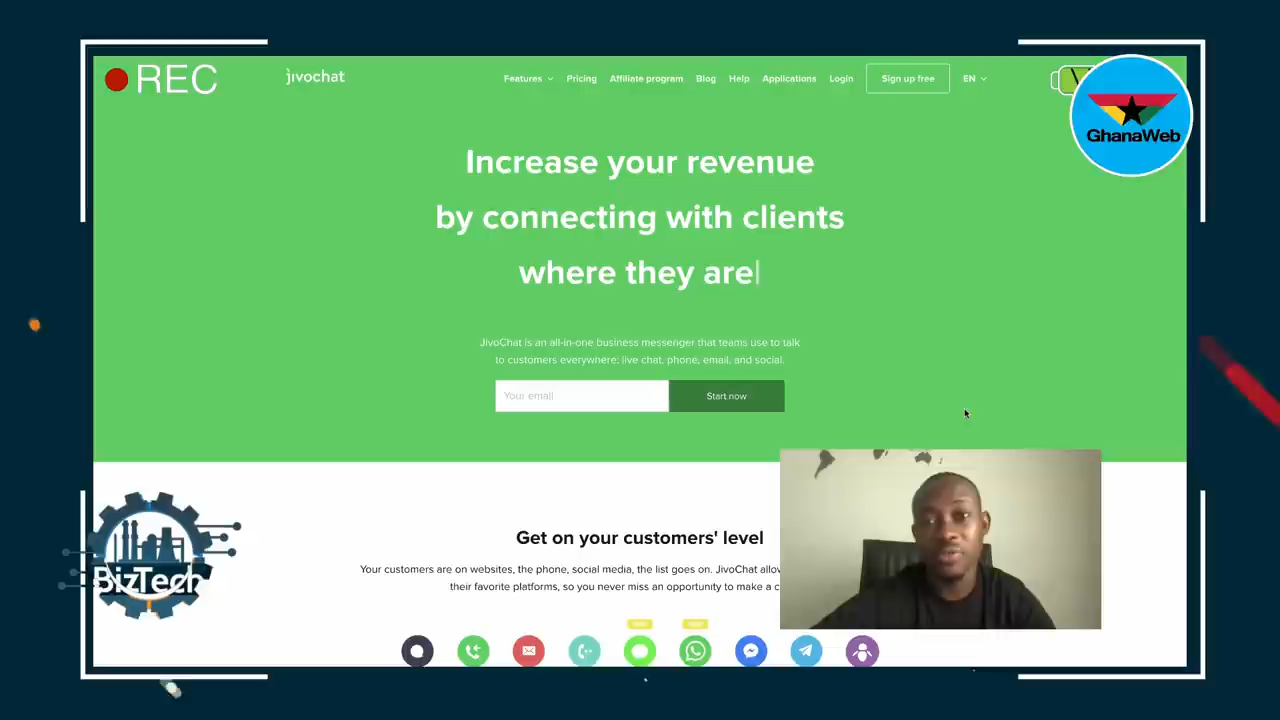 REC
jivochat
Features
Pricing
Affiliate program
Blog
Help
Applications
Login
Sign up free
EN
GhanaWeb
Increase your revenue
by connecting with clients
where they are
JivoChat is an all-in-one business messenger that teams use to talk
to customers everywhere: live chat, phone, email, and social.
Your email
Start now
Get on your customers' level
Your customers are on websites, the phone, social media, the list goes on. JivoChat
their favorite platforms, so you never miss an opportunity to make a
BizTech